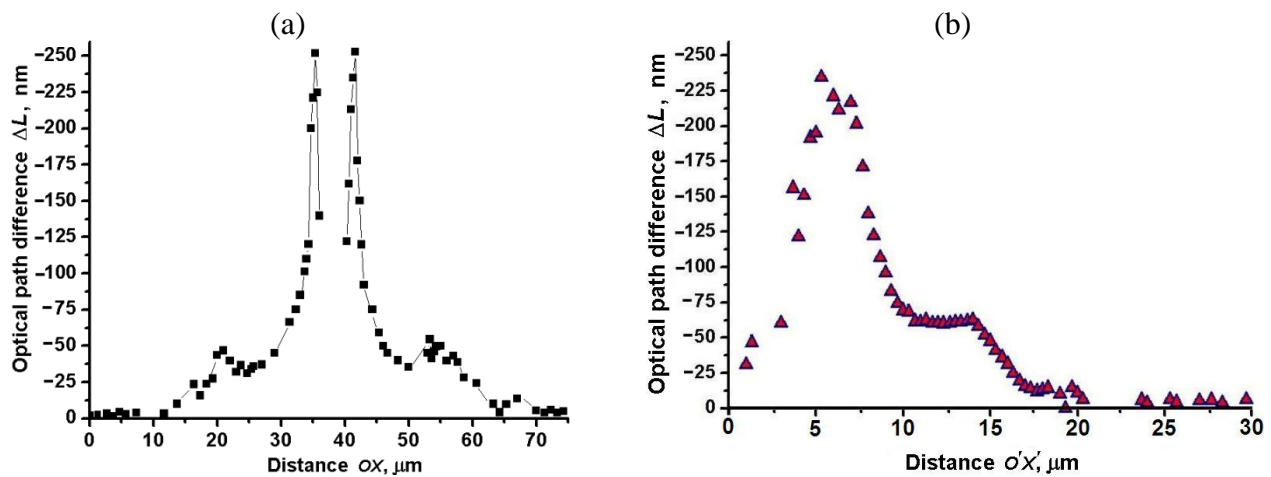 (a)
(b)
Optical path difference ΔL, nm
−250
−225
−200
−175
−150
−125
−100
−75
−50
−25
0
0 10 20 30 40 50 60 70
Distance ox, μm
Optical path difference ΔL, nm
−250
−225
−200
−175
−150
−125
−100
−75
−50
−25
0
0 5 10 15 20 25 30
Distance o'x', μm